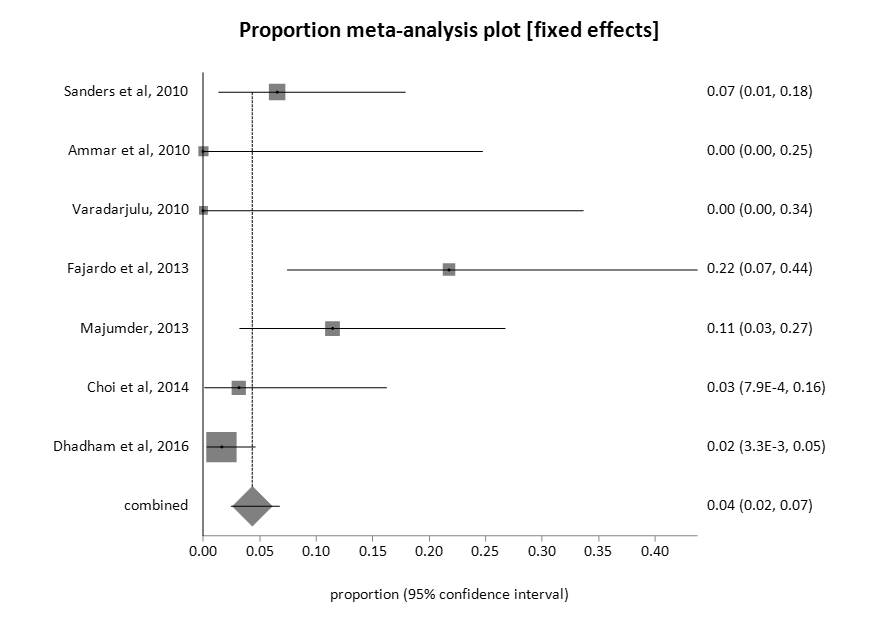 Proportion meta-analysis plot [fixed effects]
Sanders et al, 2010 0.07 (0.01, 0.18)
Ammar et al, 2010 0.00 (0.00, 0.25)
Varadarjulu, 2010 0.00 (0.00, 0.34)
Fajardo et al, 2013 0.22 (0.07, 0.44)
Majumder, 2013 0.11 (0.03, 0.27)
Choi et al, 2014 0.03 (7.9E-4, 0.16)
Dhadham et al, 2016 0.02 (3.3E-3, 0.05)
combined 0.04 (0.02, 0.07)
0.00 0.05 0.10 0.15 0.20 0.25 0.30 0.35 0.40
proportion (95% confidence interval)